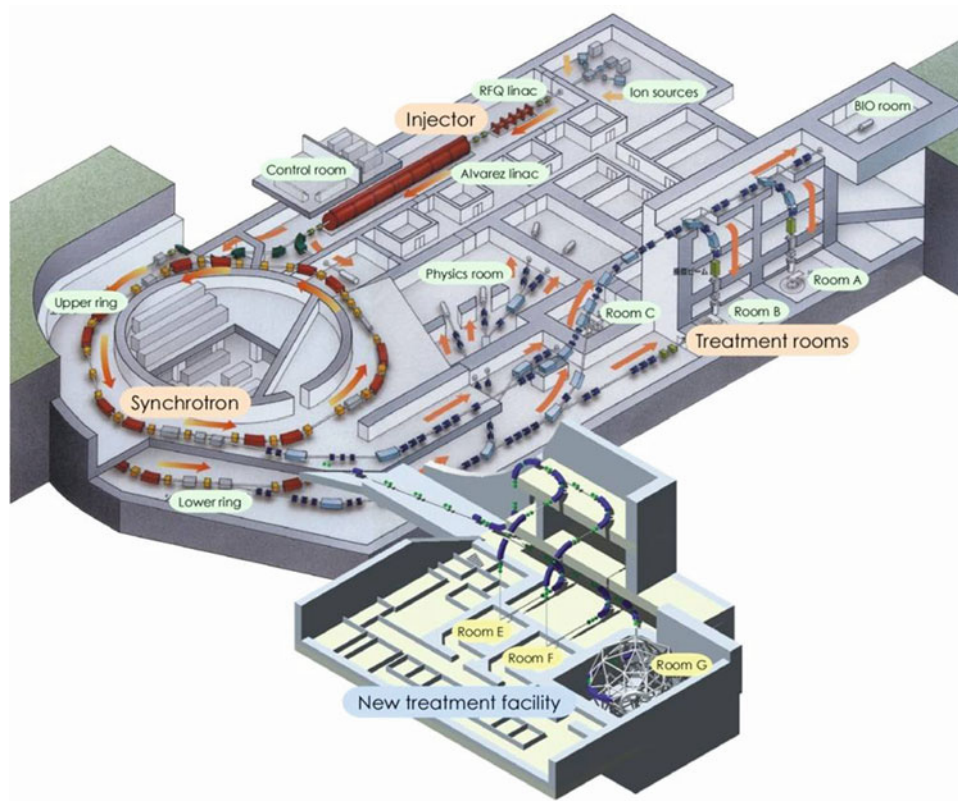 RFQ linac
Ion sources
Injector
BIO room
Control room
Alvarez linac
Physics room
Room A
Upper ring
Room C
Room B
Treatment rooms
Synchrotron
Lower ring
Room E
Room F
Room G
New treatment facility